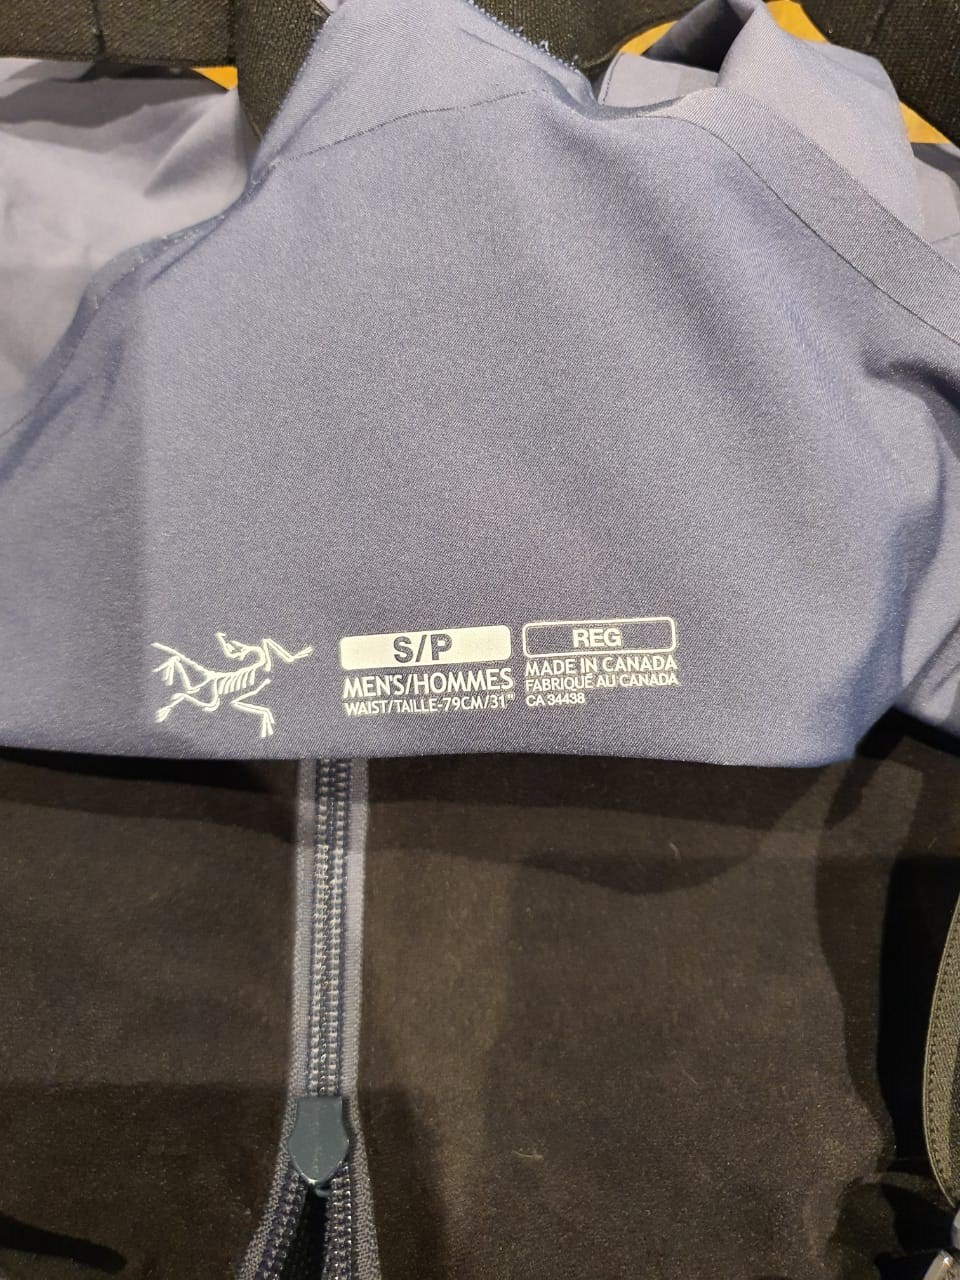 S/P
MEN'S/HOMMES
WAIST/TAILLE-79CM/31"
REG
MADE IN CANADA
FABRIQUÉ AU CANADA
CA 34438